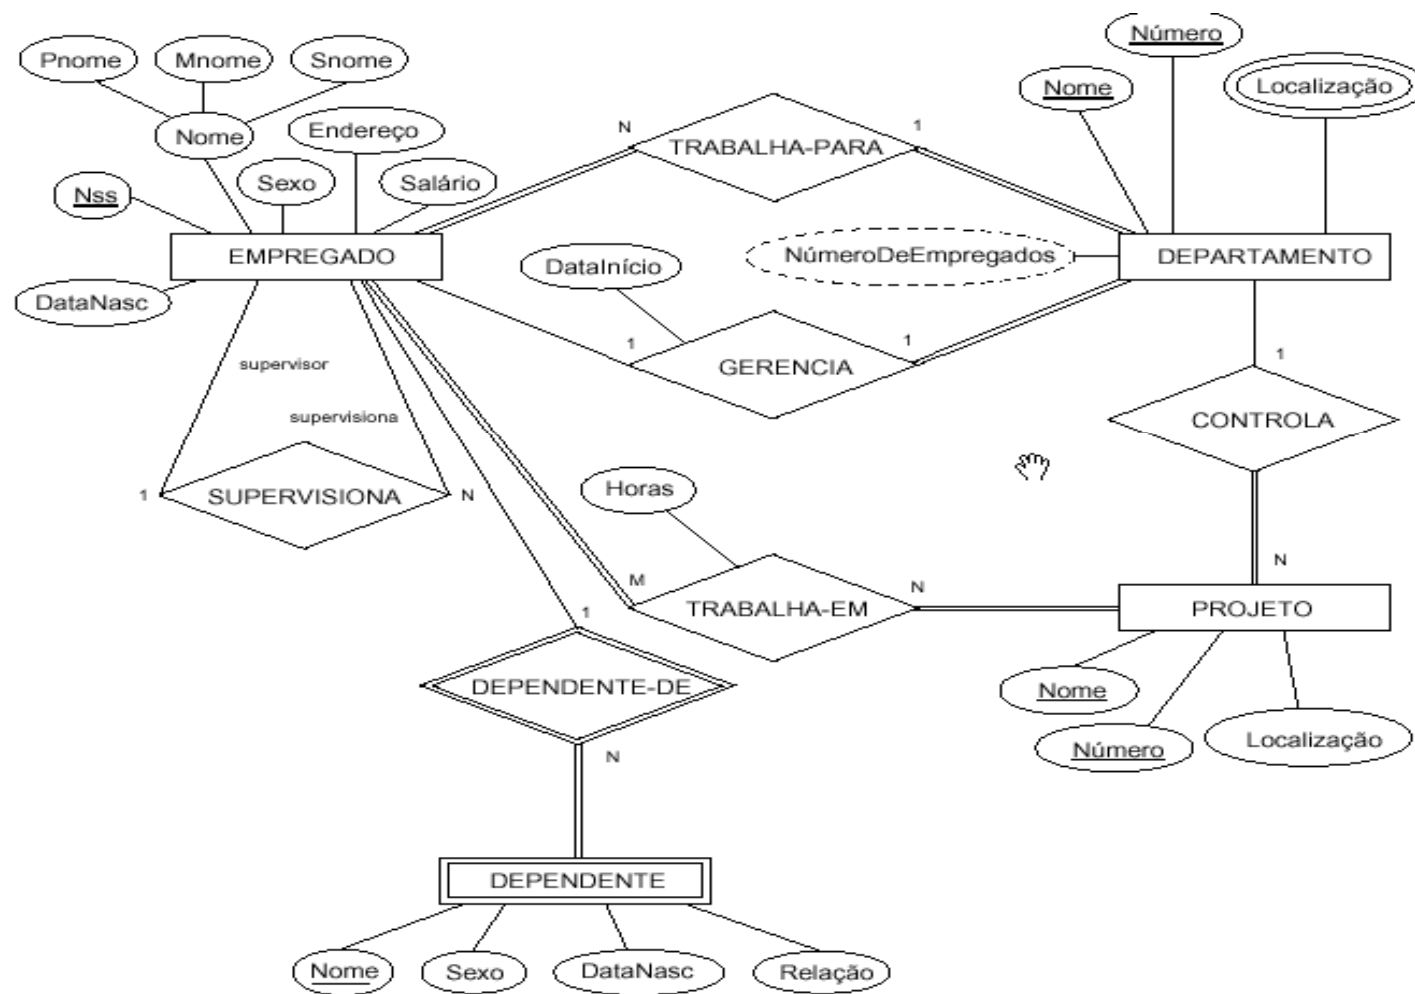 Número
Pnome
Mnome
Snome
Nome
Localização
Nome
Endereço
N
1
TRABALHA-PARA
Nss
Sexo
Salário
EMPREGADO
NúmeroDeEmpregados
DEPARTAMENTO
DataInício
DataNasc
1
1
GERENCIA
1
supervisor
supervisiona
CONTROLA
1
SUPERVISIONA
N
Horas
N
M
N
TRABALHA-EM
PROJETO
1
DEPENDENTE-DE
Nome
Número
Localização
N
DEPENDENTE
Nome
Sexo
DataNasc
Relação